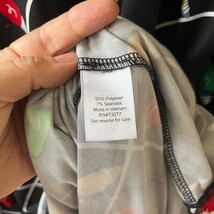 93% Polyester
7% Spandex
Made in Vietnam
RN#73277
See reverse for care